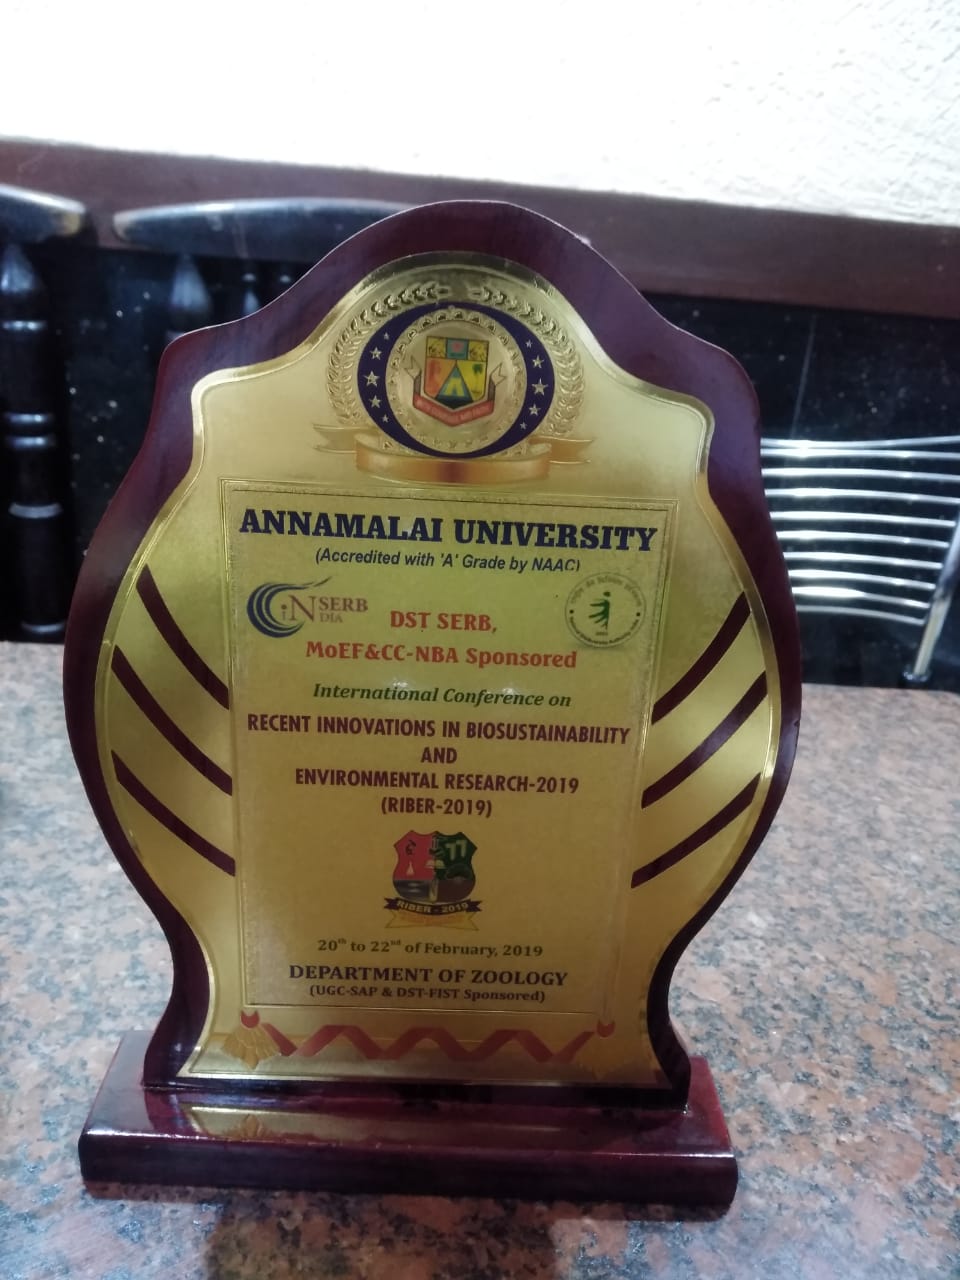 ANNAMALAI UNIVERSITY
(Accredited with 'A' Grade by NAAC)
iN SERB
DIA
DST SERB,
MoEF&CC-NBA Sponsored
International Conference on
RECENT INNOVATIONS IN BIOSUSTAINABILITY
AND
ENVIRONMENTAL RESEARCH-2019
(RIBER-2019)
RIBER - 2019
20th to 22nd of February, 2019
DEPARTMENT OF ZOOLOGY
(UGC-SAP & DST-FIST Sponsored)